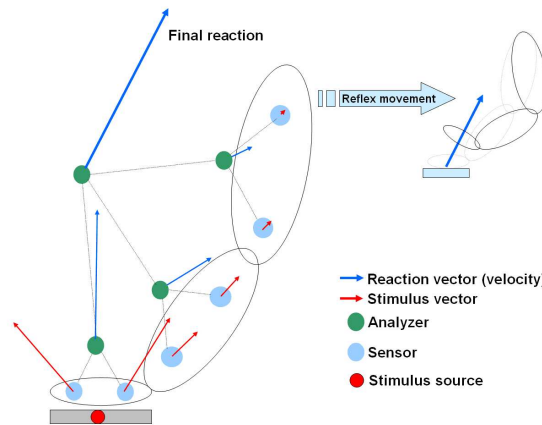 Final reaction
Reflex movement
Reaction vector (velocity)
Stimulus vector
Analyzer
Sensor
Stimulus source